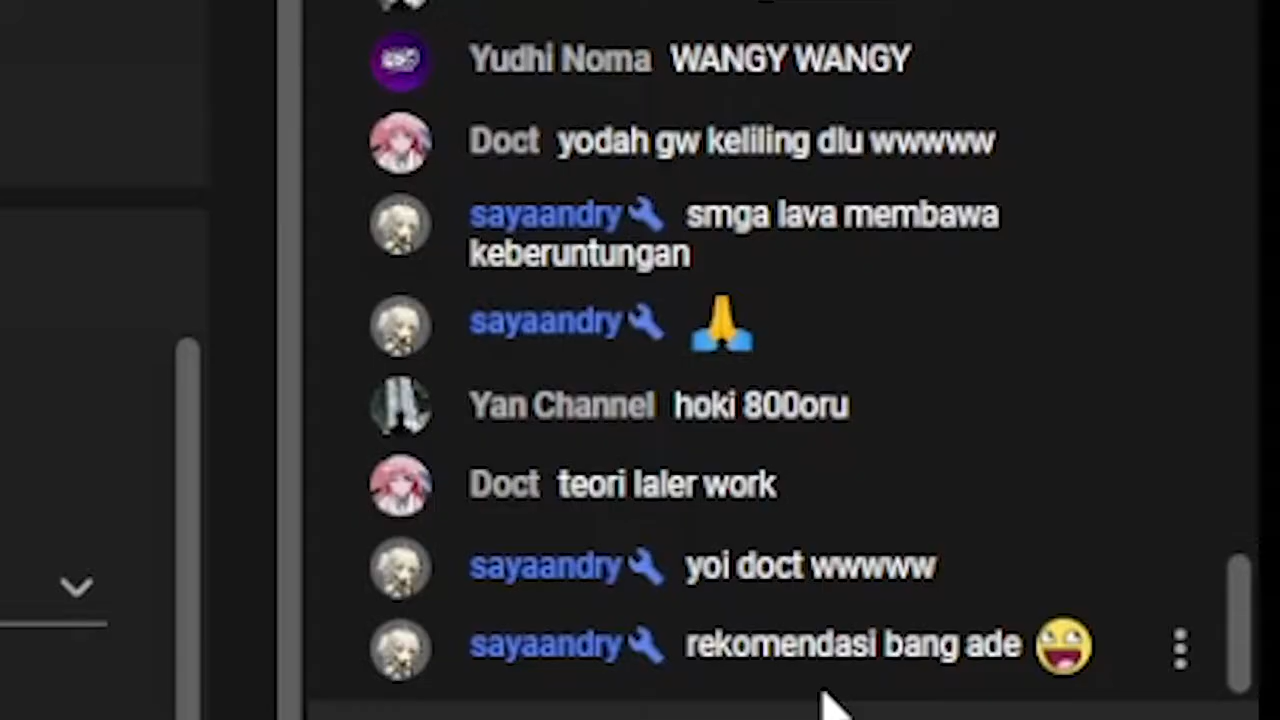 Yudhi Noma WANGY WANGY
Doct yodah gw keliling dlu wwwww
sayaandry smga lava membawa
keberuntungan
sayaandry 🙏
Yan Channel hoki 800oru
Doct teori laler work
sayaandry yoi doct wwwww
sayaandry rekomendasi bang ade